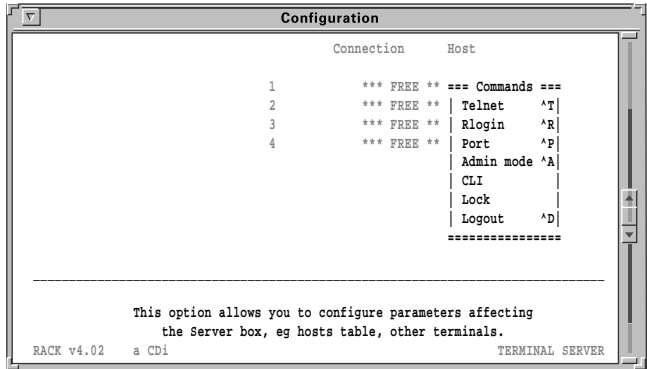 Configuration
Connection Host
1 *** FREE ** === Commands ===
2 *** FREE ** | Telnet ^T|
3 *** FREE ** | Rlogin ^R|
4 *** FREE ** | Port ^P|
| Admin mode ^A|
| CLI |
| Lock |
| Logout ^D|
================
This option allows you to configure parameters affecting
the Server box, eg hosts table, other terminals.
RACK v4.02 a CDi TERMINAL SERVER